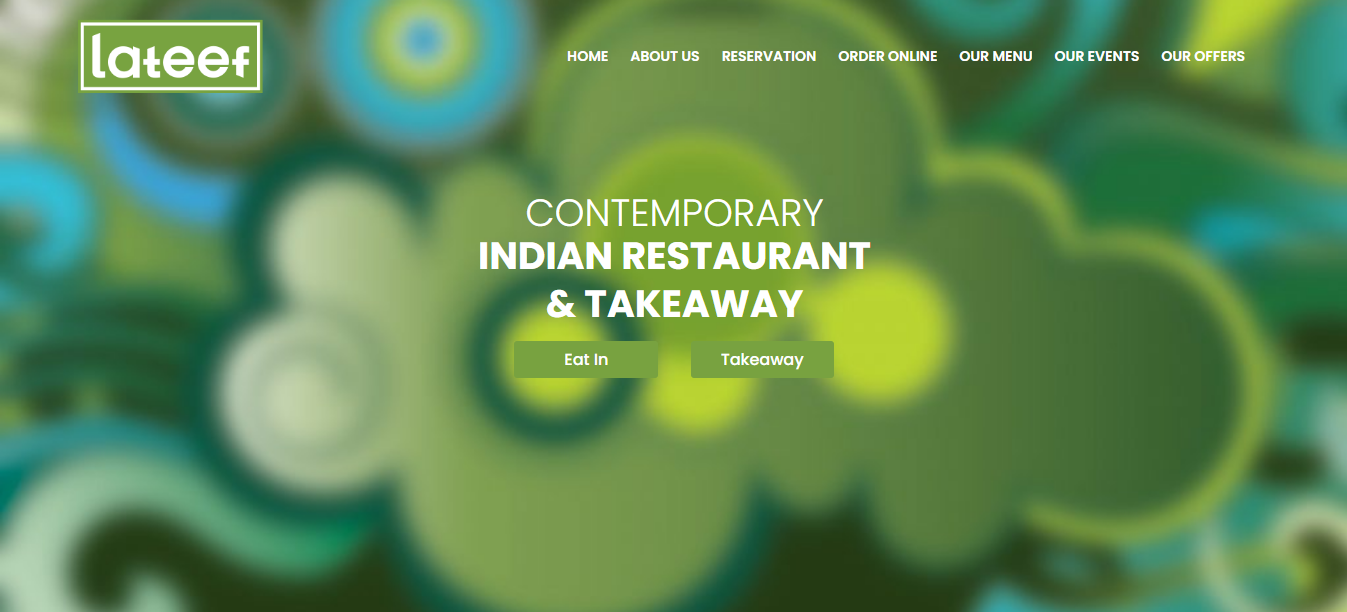 lateef
HOME ABOUT US RESERVATION ORDER ONLINE OUR MENU OUR EVENTS OUR OFFERS
CONTEMPORARY
INDIAN RESTAURANT
& TAKEAWAY
Eat In Takeaway